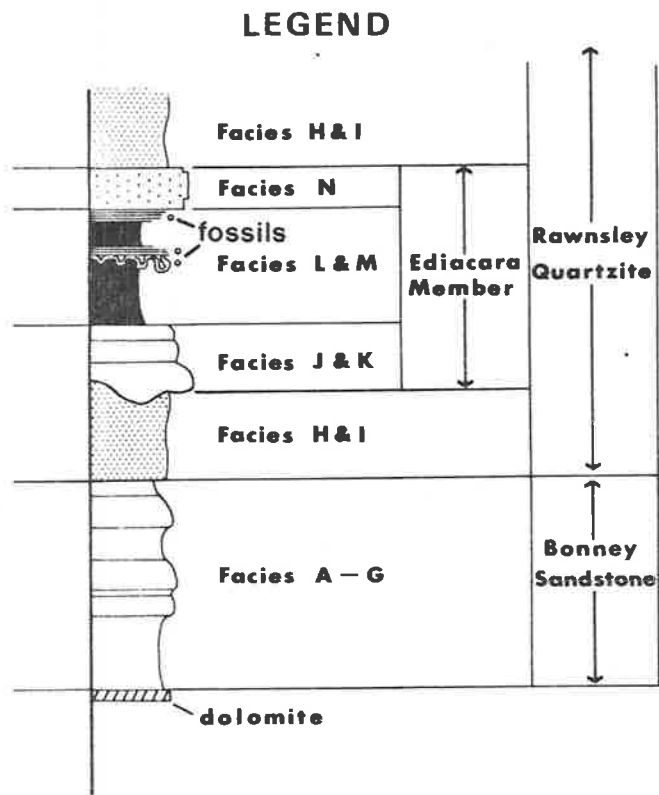 LEGEND
Facies H&I
Facies N
fossils
Facies L&M
Ediacara
Member
Rawnsley
Quartzite
Facies J&K
Facies H&I
Facies A – G
Bonney
Sandstone
dolomite